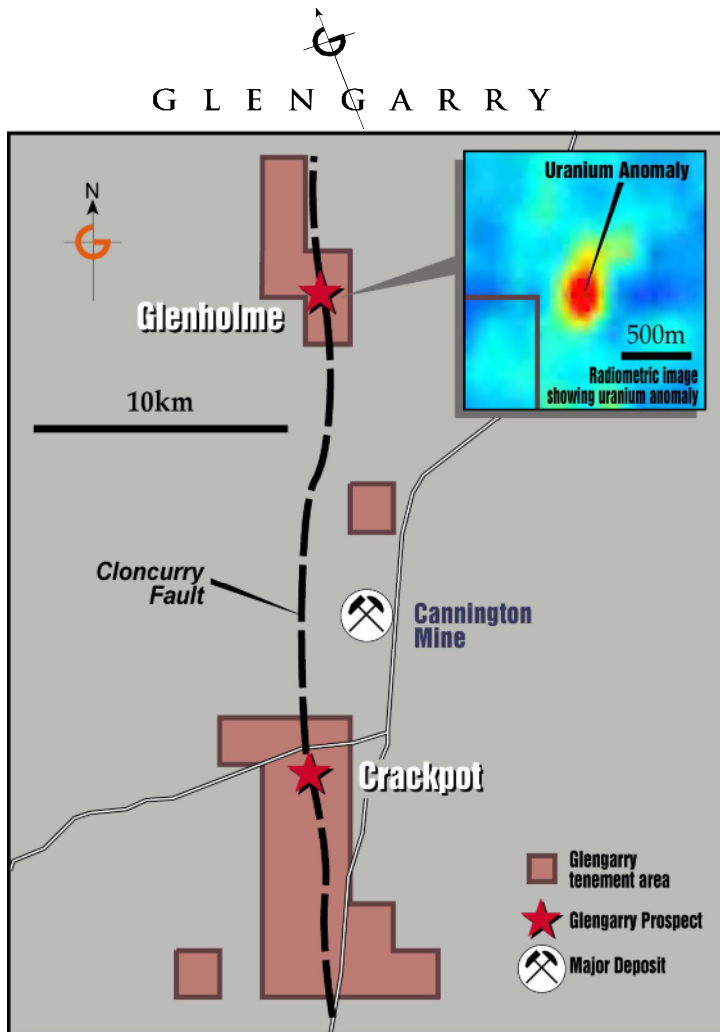 GLENGARRY
N
Uranium Anomaly
500m
Radiometric image
showing uranium anomaly
Glenholme
10km
Cloncurry
Fault
Cannington
Mine
Crackpot
Glengarry
tenement area
Glengarry Prospect
Major Deposit